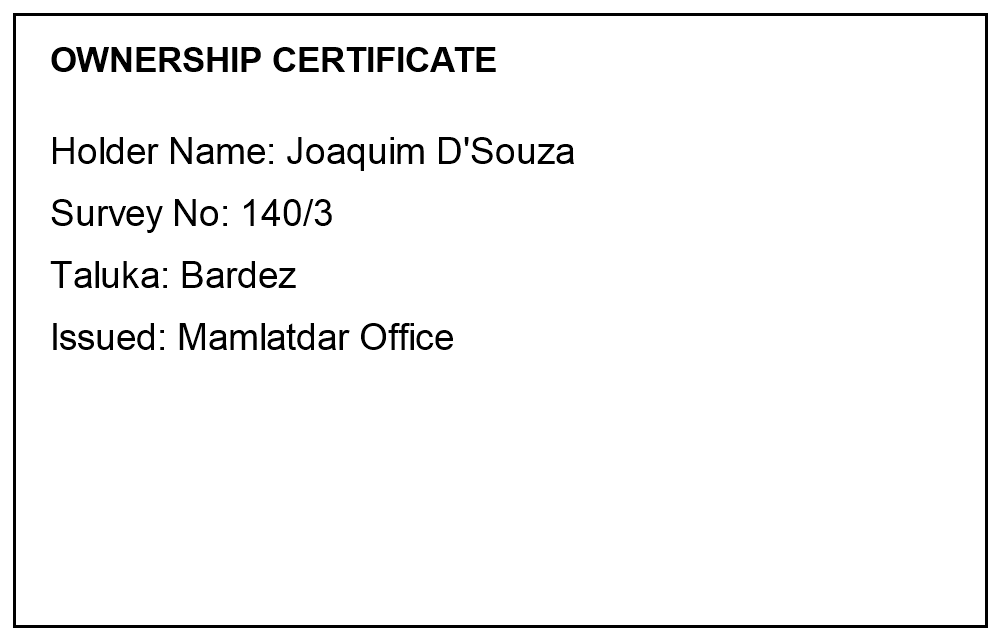 OWNERSHIP CERTIFICATE
Holder Name: Joaquim D'Souza
Survey No: 140/3
Taluka: Bardez
Issued: Mamlatdar Office